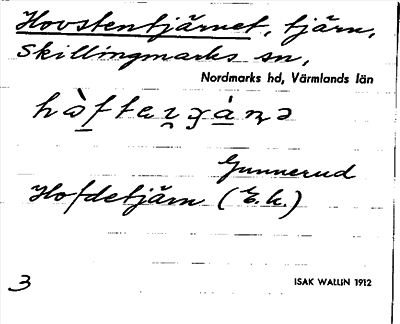 Hovstentjärnet, tjärn,
Skillingmarks sn,
Nordmarks hd, Värmlands län
Gunnerud
Hofdetjärn (E.k.)
3
ISAK WALLIN 1912